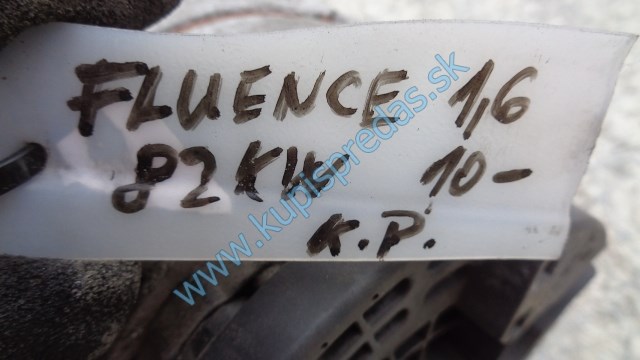 FLUENCE 1,6
82KW 10-
K.P.
www.kupispredas.sk